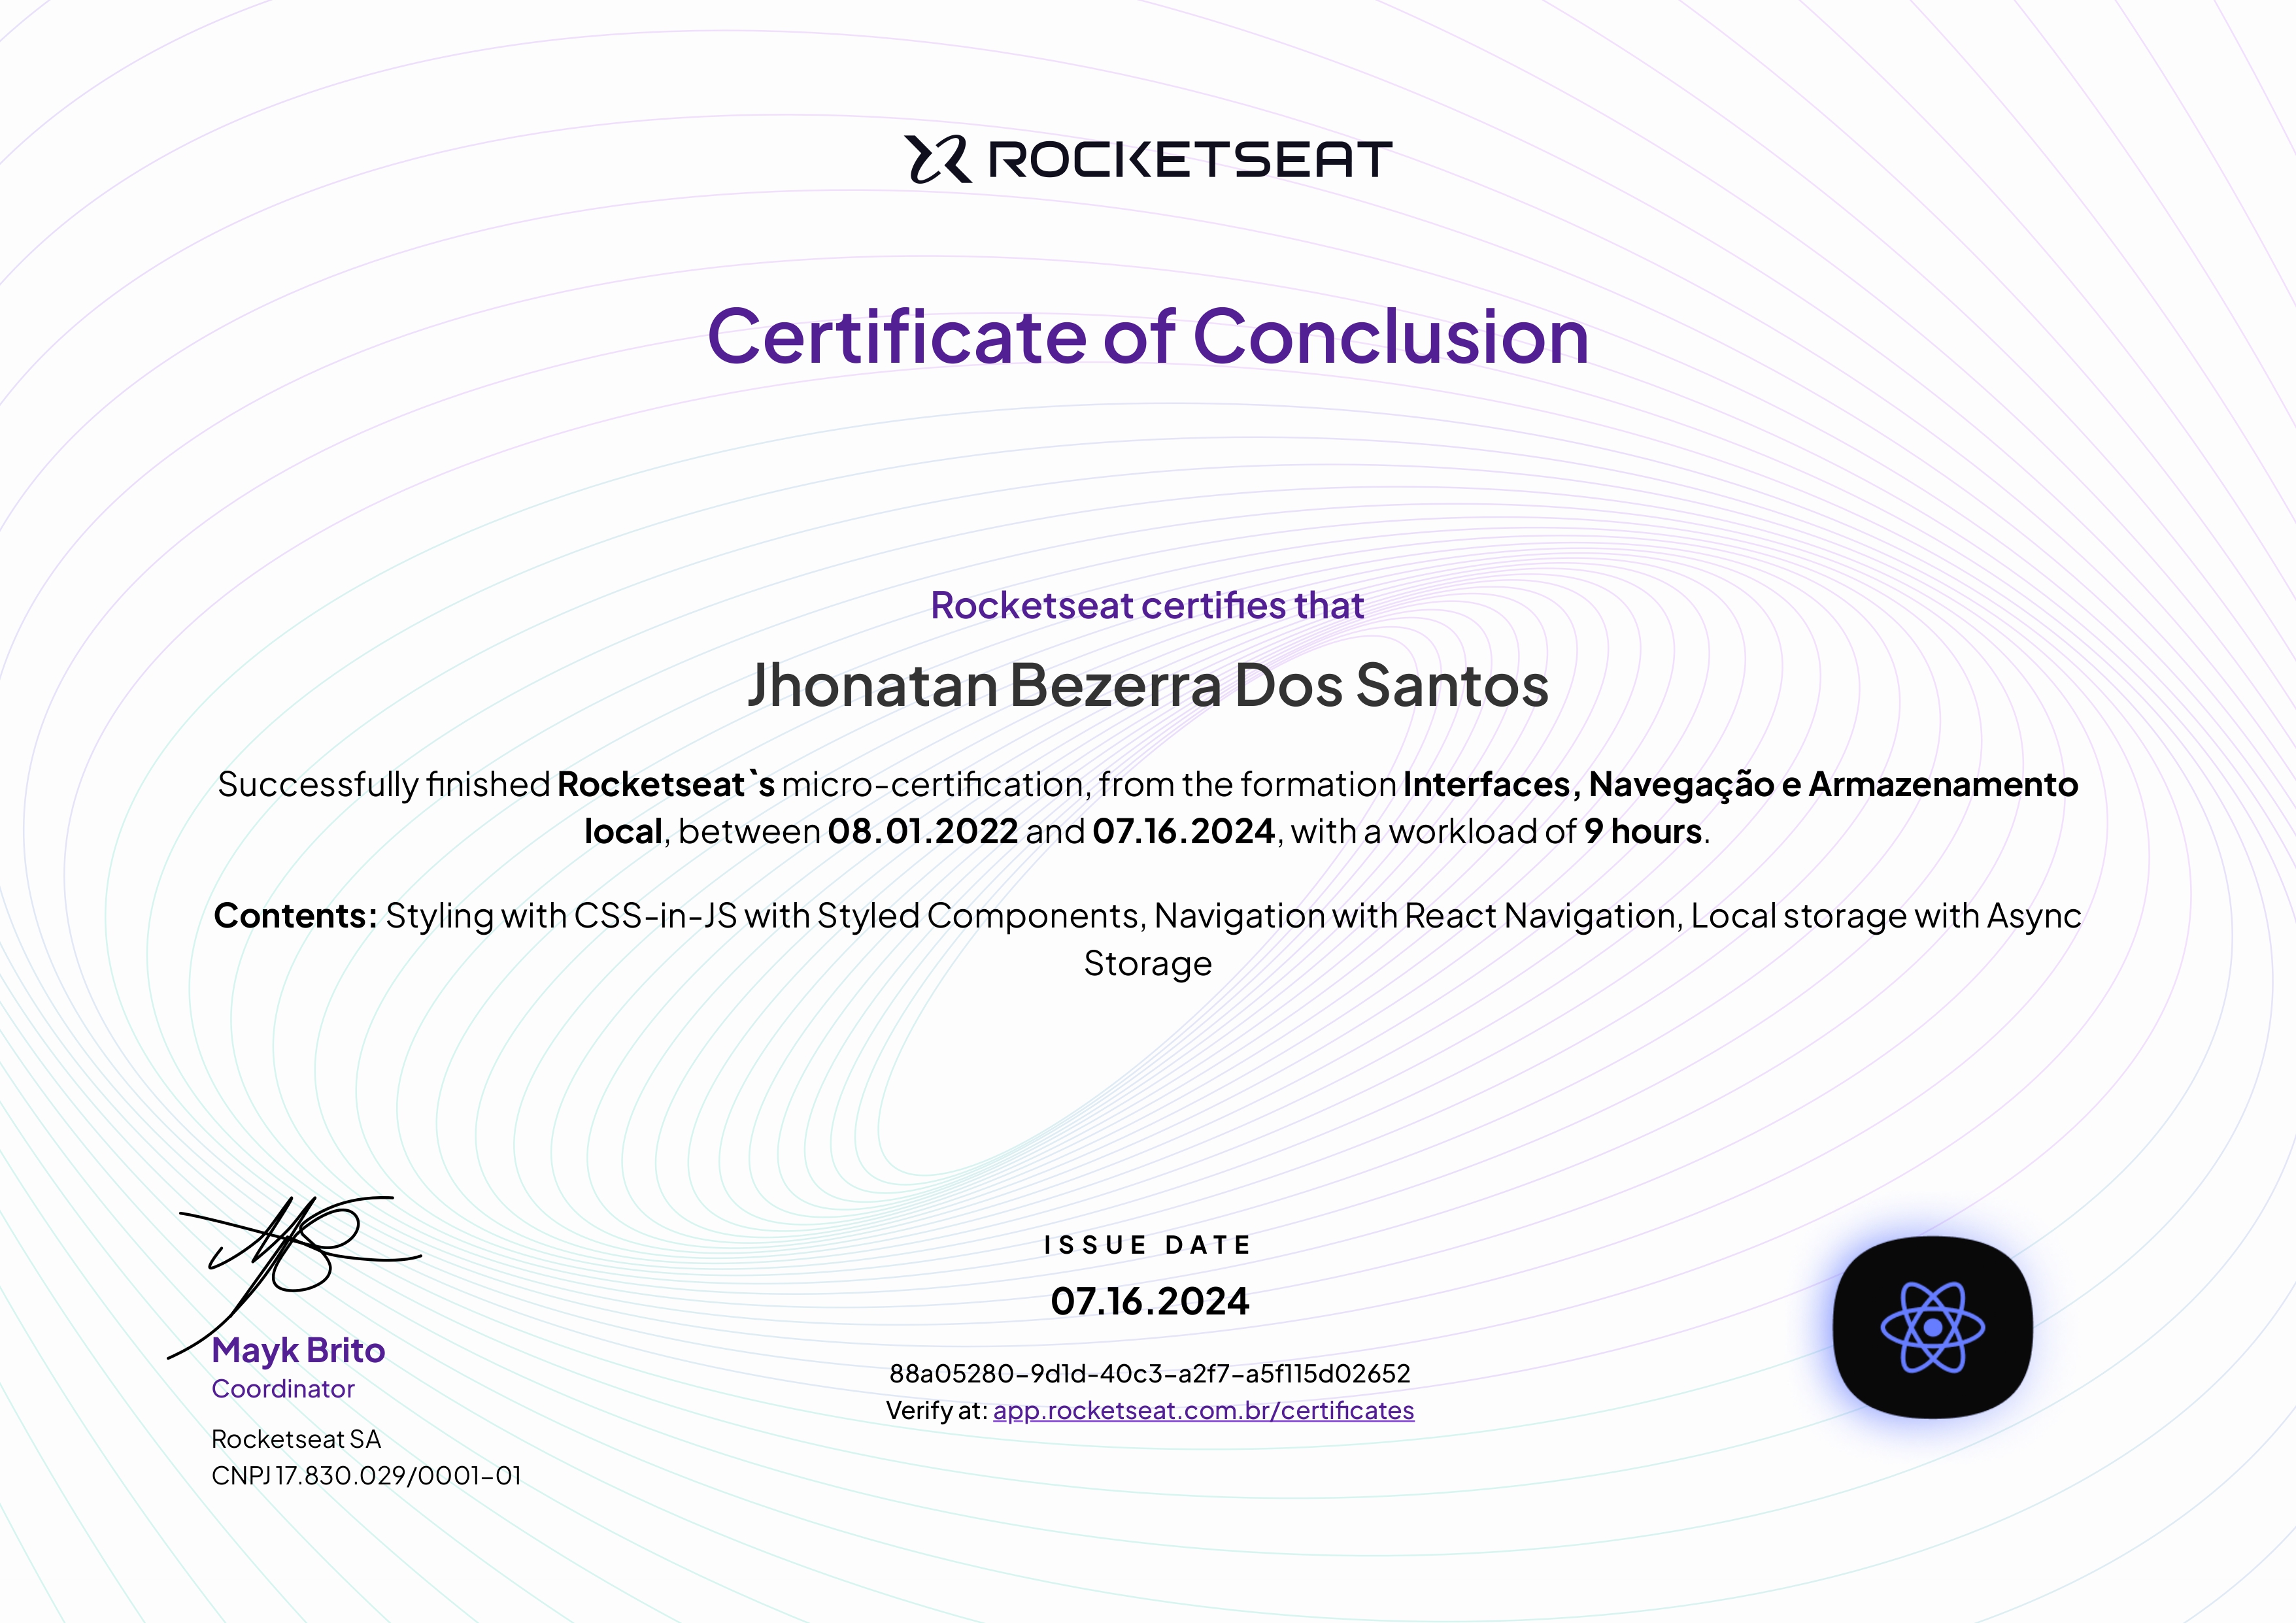 ROCKETSEAT
Certificate of Conclusion
Rocketseat certifies that
Jhonatan Bezerra Dos Santos
Successfully finished Rocketseat`s micro-certification, from the formation Interfaces, Navegação e Armazenamento
local, between 08.01.2022 and 07.16.2024, with a workload of 9 hours.
Contents: Styling with CSS-in-JS with Styled Components, Navigation with React Navigation, Local storage with Async
Storage
Mayk Brito
Coordinator
Rocketseat SA
CNPJ 17.830.029/0001-01
ISSUE DATE
07.16.2024
88a05280-9d1d-40c3-a2f7-a5f115d02652
Verify at: app.rocketseat.com.br/certificates